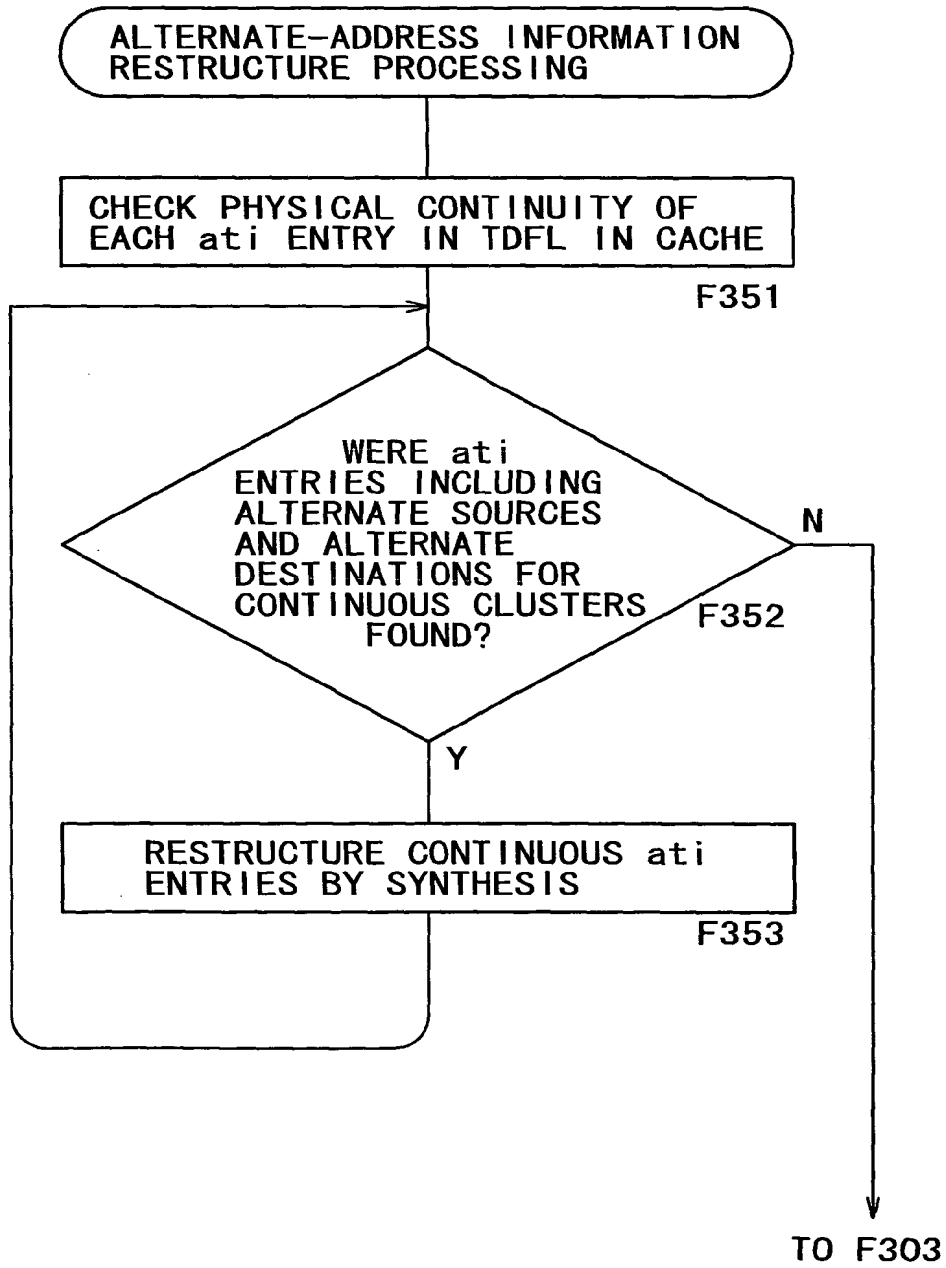 ALTERNATE-ADDRESS INFORMATION
RESTRUCTURE PROCESSING
CHECK PHYSICAL CONTINUITY OF
EACH ati ENTRY IN TDFL IN CACHE
F351
WERE ati
ENTRIES INCLUDING
ALTERNATE SOURCES
AND ALTERNATE
DESTINATIONS FOR
CONTINUOUS CLUSTERS
FOUND?
N
F352
Y
RESTRUCTURE CONTINUOUS ati
ENTRIES BY SYNTHESIS
F353
TO F303